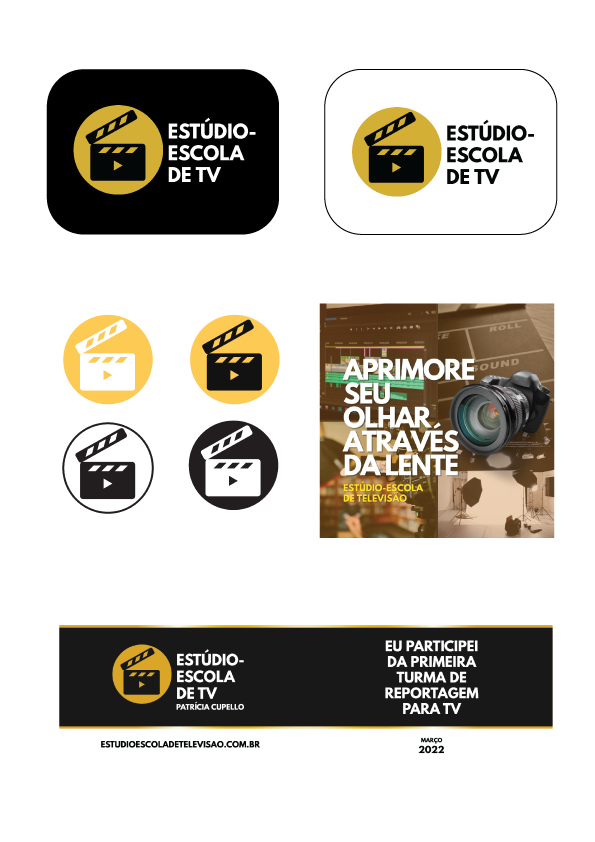 ESTÚDIO-
ESCOLA
DE TV
ESTÚDIO-
ESCOLA
DE TV
ROLL
SOUND
APRIMORE
SEU
OLHAR
ATRAVÉS
DA LENTE
ESTÚDIO-ESCOLA
DE TELEVISÃO
ESTÚDIO-
ESCOLA
DE TV
PATRÍCIA CUPELLO
EU PARTICIPEI
DA PRIMEIRA
TURMA DE
REPORTAGEM
PARA TV
ESTUDIOESCOLADETELEVISAO.COM.BR
MARÇO
2022